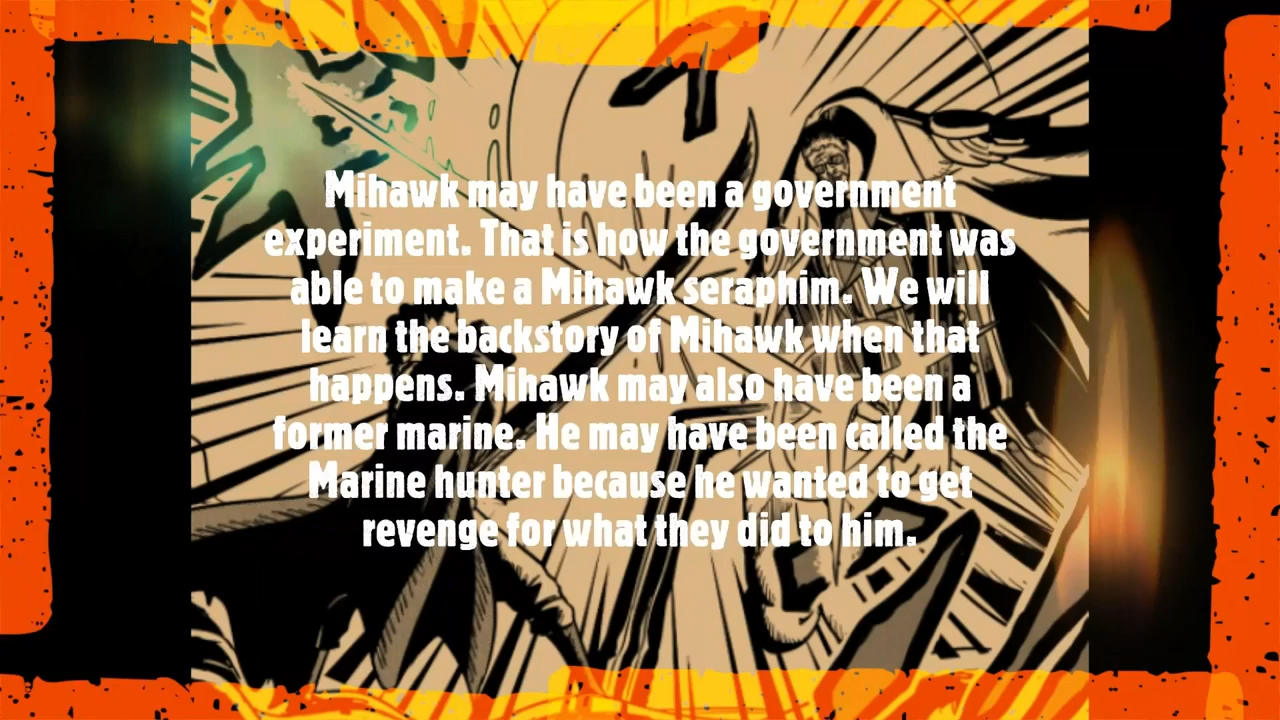 Mihawk may have been a government
experiment. That is how the government was
able to make a Mihawk seraphim. We will
learn the backstory of Mihawk when that
happens. Mihawk may also have been a
former marine. He may have been called the
Marine hunter because he wanted to get
revenge for what they did to him.